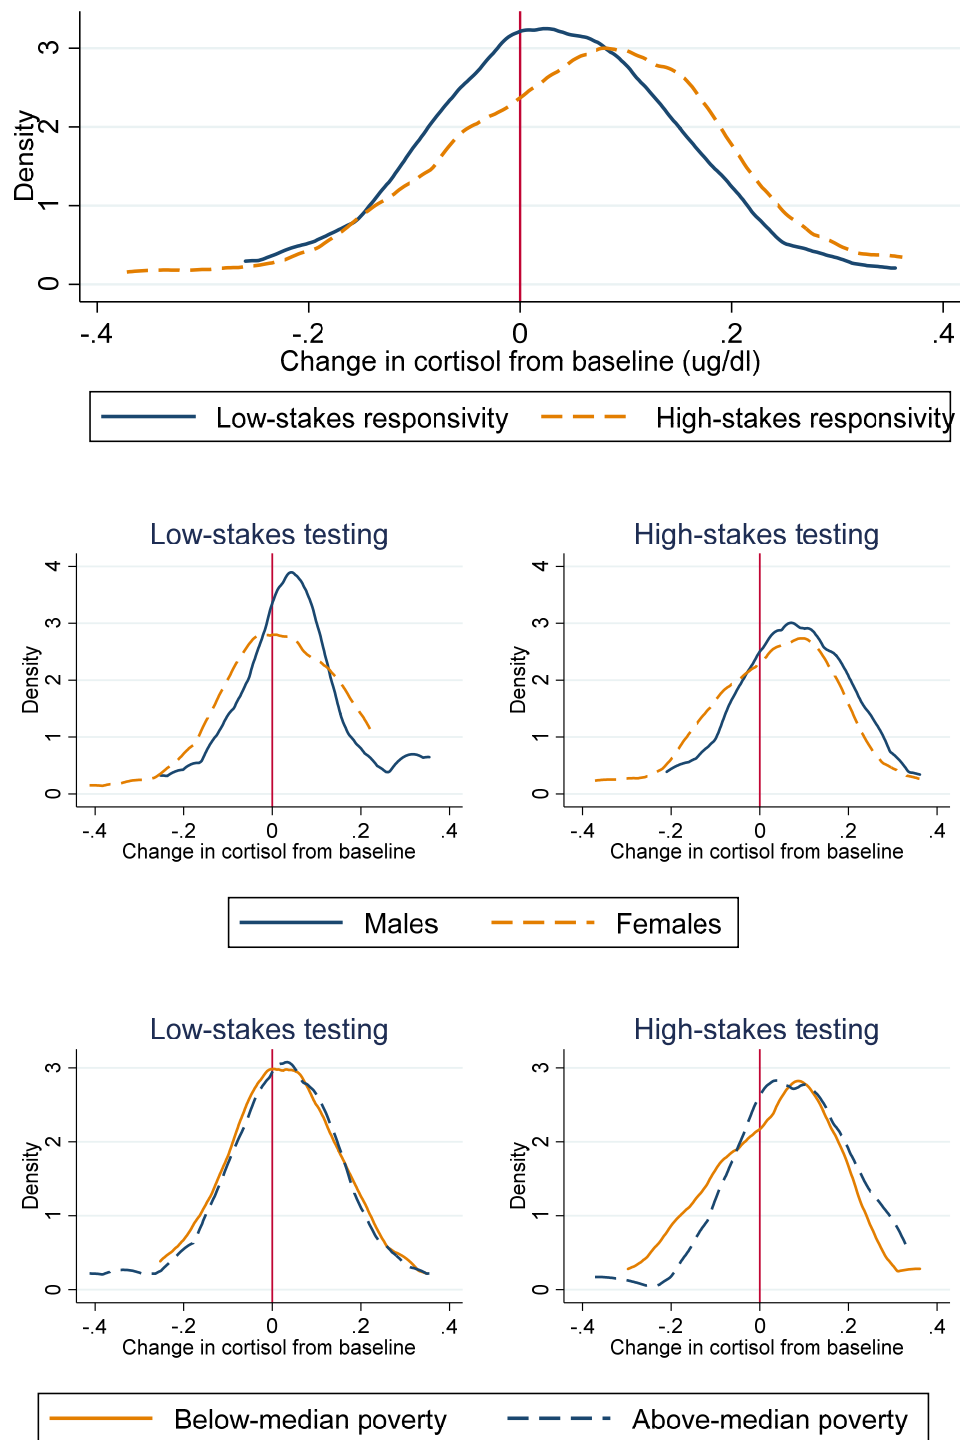 Density
3
2
1
0
-.4 -.2 0 .2 .4
Change in cortisol from baseline (ug/dl)
Low-stakes responsivity High-stakes responsivity
Low-stakes testing
Density
4
3
2
1
0
-.4 -.2 0 .2 .4
Change in cortisol from baseline
High-stakes testing
Density
4
3
2
1
0
-.4 -.2 0 .2 .4
Change in cortisol from baseline
Males Females
Low-stakes testing
Density
3
2
1
0
-.4 -.2 0 .2 .4
Change in cortisol from baseline
High-stakes testing
Density
3
2
1
0
-.4 -.2 0 .2 .4
Change in cortisol from baseline
Below-median poverty Above-median poverty